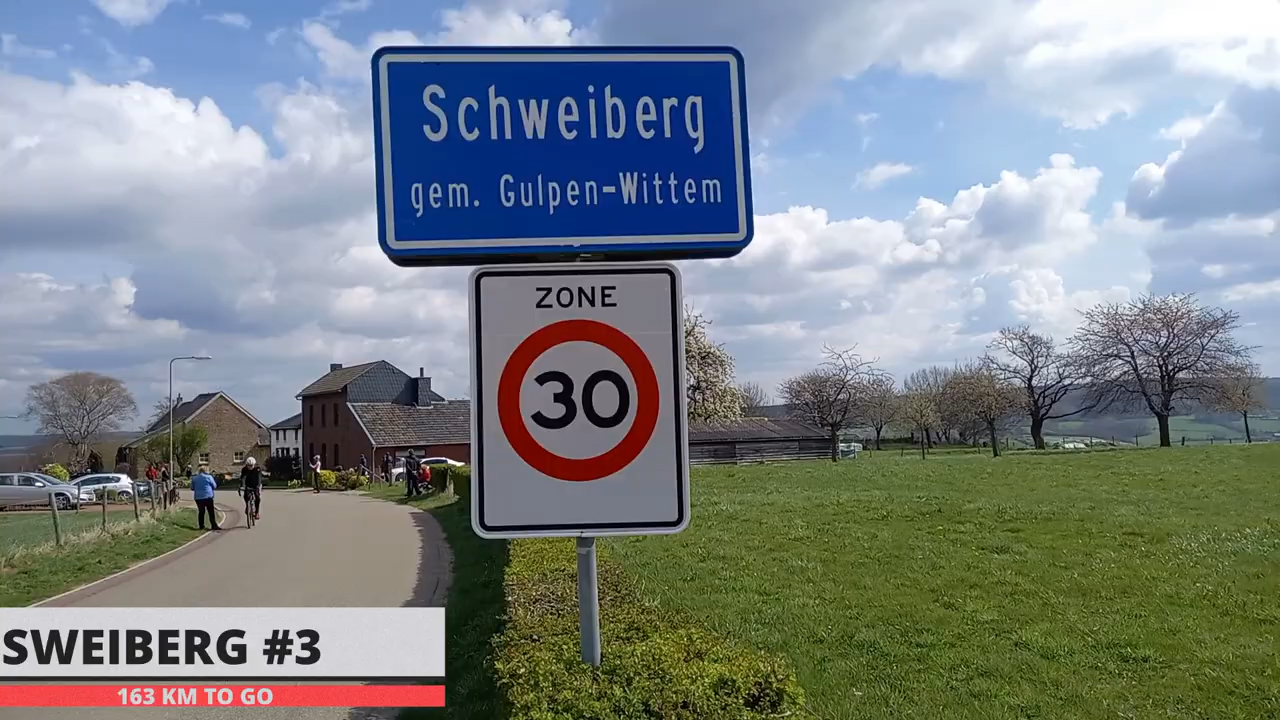 Schweiberg
gem. Gulpen-Wittem
ZONE
30
SWEIBERG #3
163 KM TO GO